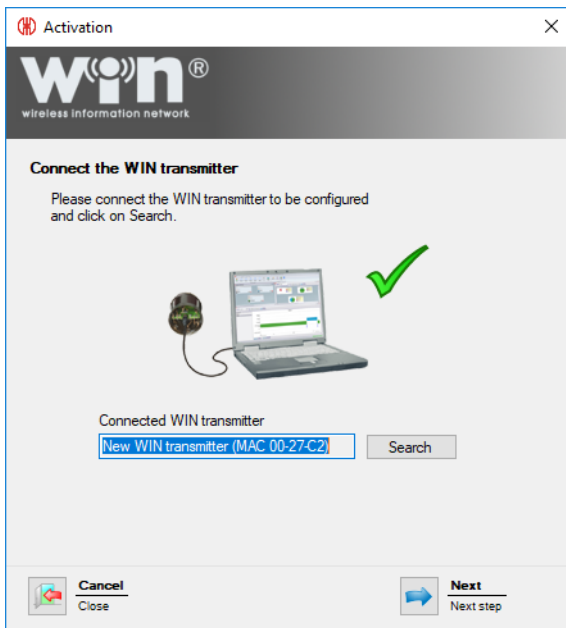 Activation
WIN®
wireless information network
Connect the WIN transmitter
Please connect the WIN transmitter to be configured
and click on Search.
Connected WIN transmitter
New WIN transmitter (MAC 00-27-C2)
Search
Cancel
Close
Next
Next step